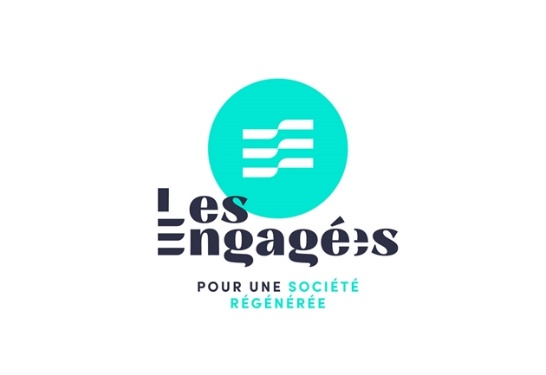 Les
Engagées
POUR UNE SOCIÉTÉ
RÉGÉNÉRÉE